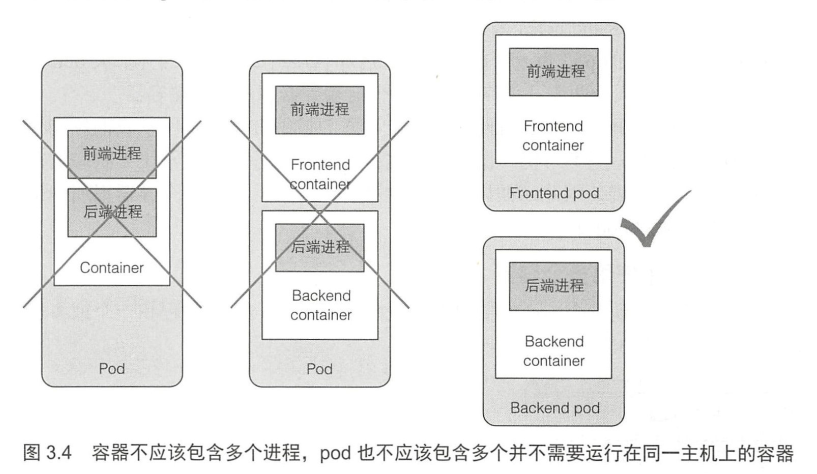 前端进程
后端进程
Container
Pod
前端进程
Frontend
container
后端进程
Backend
container
Pod
前端进程
Frontend
container
Frontend pod
后端进程
Backend
container
Backend pod
图 3.4 容器不应该包含多个进程，pod 也不应该包含多个并不需要运行在同一主机上的容器